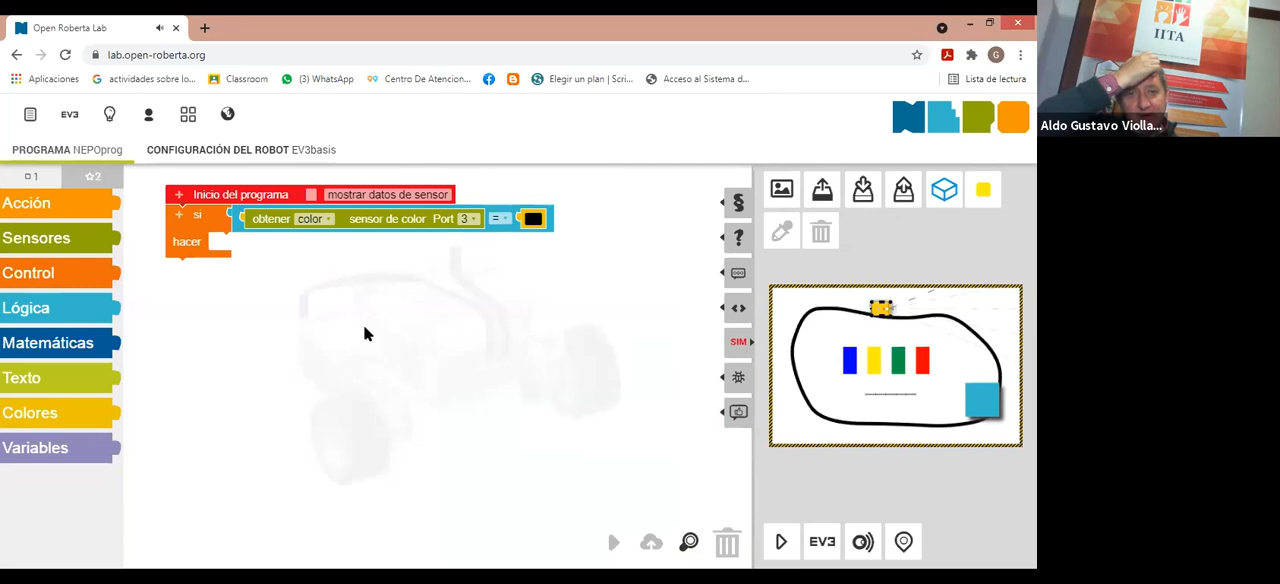 Open Roberta Lab
lab.open-roberta.org
Aplicaciones
actividades sobre lo...
Classroom
(3) WhatsApp
Centro De Atencion...
Elegir un plan | Scri...
Acceso al Sistema d...
Lista de lectura
EV3
PROGRAMA NEPOprog
CONFIGURACIÓN DEL ROBOT EV3basis
1
2
Acción
Sensores
Control
Lógica
Matemáticas
Texto
Colores
Variables
+ Inicio del programa mostrar datos de sensor
+ si obtener color sensor de color Port 3 =
hacer
SIM
EV3
IITA
Aldo Gustavo Violla...
G